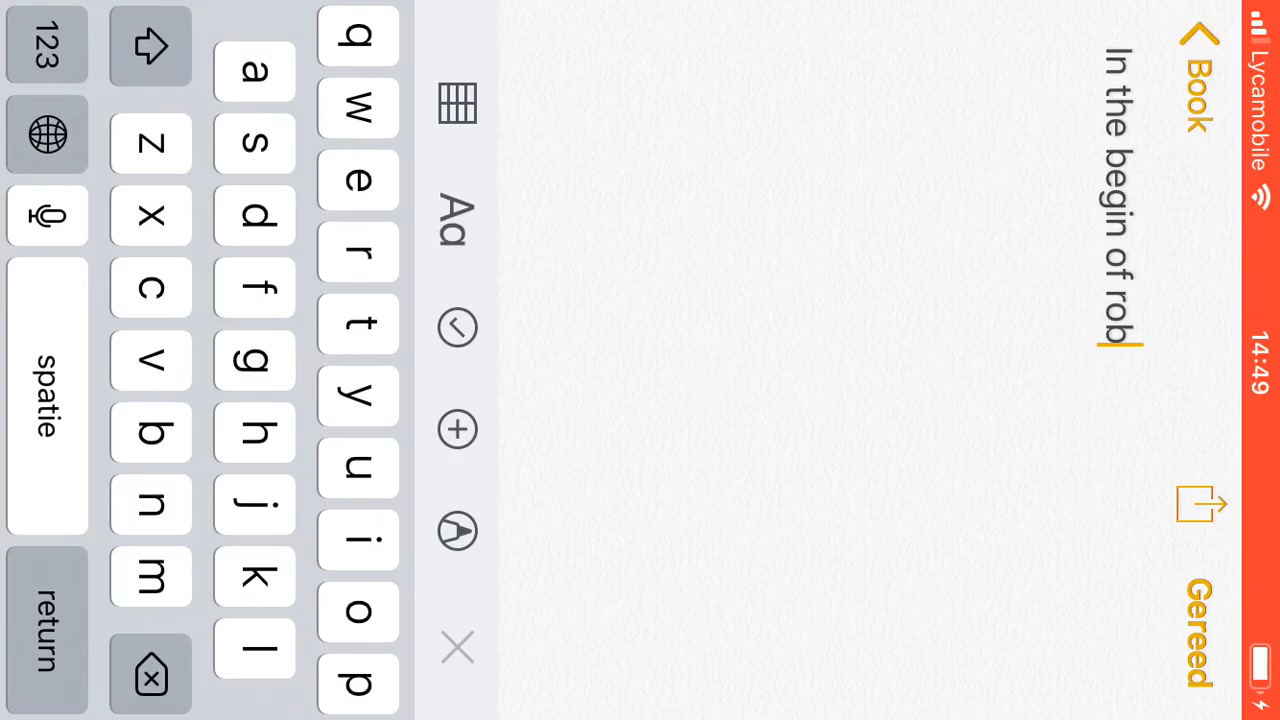 Lycamobile 14:49
Book Gereed
In the begin of rob
Aa
q w e r t y u i o p
a s d f g h j k l
z x c v b n m
123 spatie return